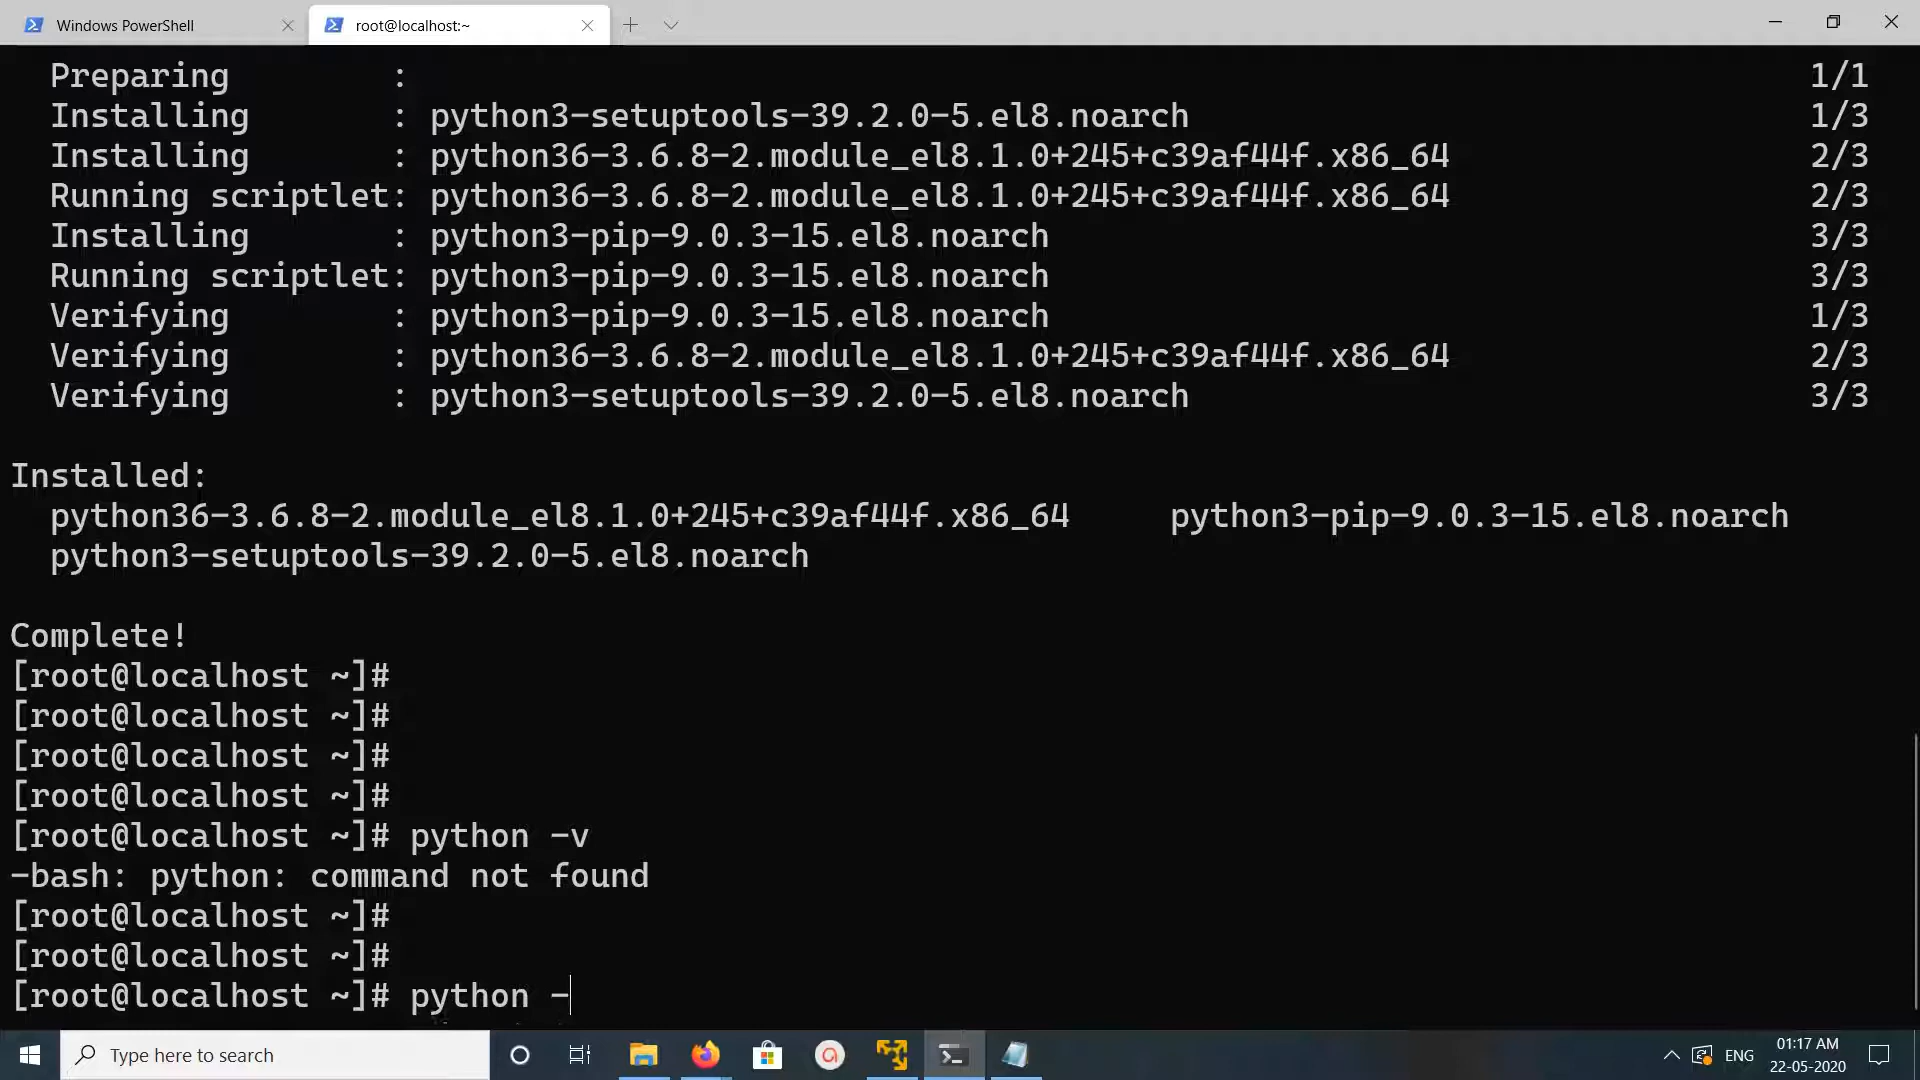 Windows PowerShell root@localhost:~
Preparing : 1/1
Installing : python3-setuptools-39.2.0-5.el8.noarch 1/3
Installing : python36-3.6.8-2.module_el8.1.0+245+c39af44f.x86_64 2/3
Running scriptlet: python36-3.6.8-2.module_el8.1.0+245+c39af44f.x86_64 2/3
Installing : python3-pip-9.0.3-15.el8.noarch 3/3
Running scriptlet: python3-pip-9.0.3-15.el8.noarch 3/3
Verifying : python3-pip-9.0.3-15.el8.noarch 1/3
Verifying : python36-3.6.8-2.module_el8.1.0+245+c39af44f.x86_64 2/3
Verifying : python3-setuptools-39.2.0-5.el8.noarch 3/3
Installed:
python36-3.6.8-2.module_el8.1.0+245+c39af44f.x86_64 python3-pip-9.0.3-15.el8.noarch
python3-setuptools-39.2.0-5.el8.noarch
Complete!
[root@localhost ~]#
[root@localhost ~]#
[root@localhost ~]#
[root@localhost ~]#
[root@localhost ~]# python -v
-bash: python: command not found
[root@localhost ~]#
[root@localhost ~]#
[root@localhost ~]# python -
Type here to search
ENG
01:17 AM
22-05-2020